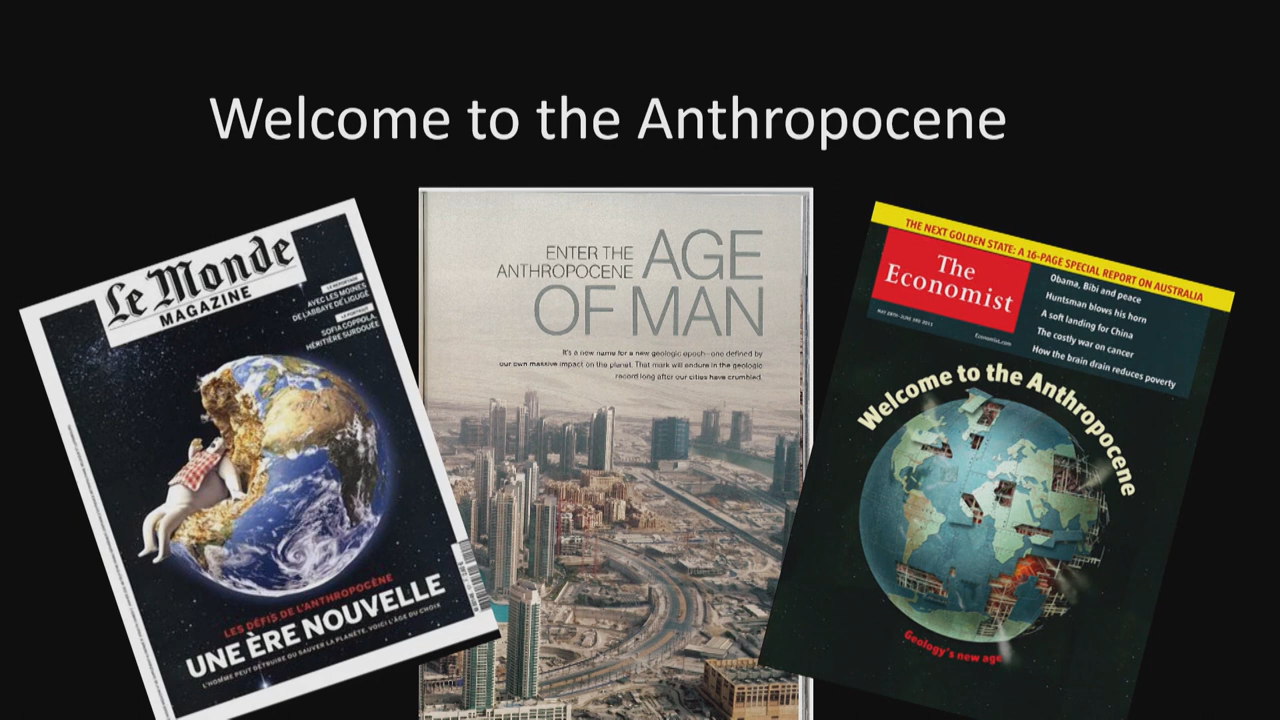 Welcome to the Anthropocene
Le Monde
MAGAZINE
AVEC LES MOINES
DE L'ABBAYE DE LIGUGÉ
SOFIA COPPOLA,
HÉRITIÈRE SURDOUÉE
LES DÉFIS DE L'ANTHROPOCÈNE
UNE ÈRE NOUVELLE
L'HOMME PEUT DÉTRUIRE OU SAUVER LA PLANÈTE. VOICI L'ÂGE DU CHOIX
ENTER THE
ANTHROPOCENE
AGE
OF MAN
It's a new name for a new geologic epoch—one defined by
our own massive impact on the planet. That mark will endure in the geologic
record long after our cities have crumbled.
THE NEXT GOLDEN STATE: A 16-PAGE SPECIAL REPORT ON AUSTRALIA
The
Economist
MAY 28TH–JUNE 3RD 2011
Economist.com
Obama, Bibi and peace
Huntsman blows his horn
A soft landing for China
The costly war on cancer
How the brain drain reduces poverty
Welcome to the Anthropocene
Geology's new age